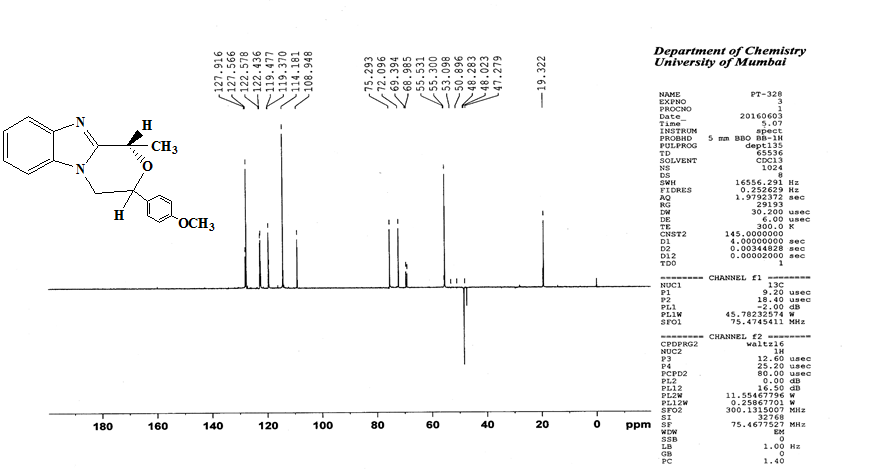 127.916
127.566
122.578
122.436
119.477
119.370
114.181
108.948
75.293
72.096
69.394
68.985
55.531
55.300
53.098
50.896
48.283
48.023
47.279
19.322
N
H
CH3
N
O
H
OCH3
180 160 140 120 100 80 60 40 20 0 ppm
Department of Chemistry
University of Mumbai
NAME PT-328
EXPNO 3
PROCNO 1
Date_ 20160603
Time 5.07
INSTRUM spect
PROBHD 5 mm BBO BB-1H
PULPROG dept135
TD 65536
SOLVENT CDCl3
NS 1024
DS 8
SWH 16556.291 Hz
FIDRES 0.252629 Hz
AQ 1.9792372 sec
RG 29193
DW 30.200 usec
DE 6.00 usec
TE 300.0 K
CNST2 145.0000000
D1 4.00000000 sec
D2 0.00344828 sec
D12 0.00002000 sec
TD0 1
======== CHANNEL f1 ========
NUC1 13C
P1 9.20 usec
P2 18.40 usec
PL1 -2.00 dB
PL1W 45.78232574 W
SFO1 75.4745411 MHz
======== CHANNEL f2 ========
CPDPRG2 waltz16
NUC2 1H
P3 12.60 usec
P4 25.20 usec
PCPD2 80.00 usec
PL2 0.00 dB
PL12 16.50 dB
PL2W 11.55467796 W
PL12W 0.25867701 W
SFO2 300.1315007 MHz
SI 32768
SF 75.4677527 MHz
WDW EM
SSB 0
LB 1.00 Hz
GB 0
PC 1.40